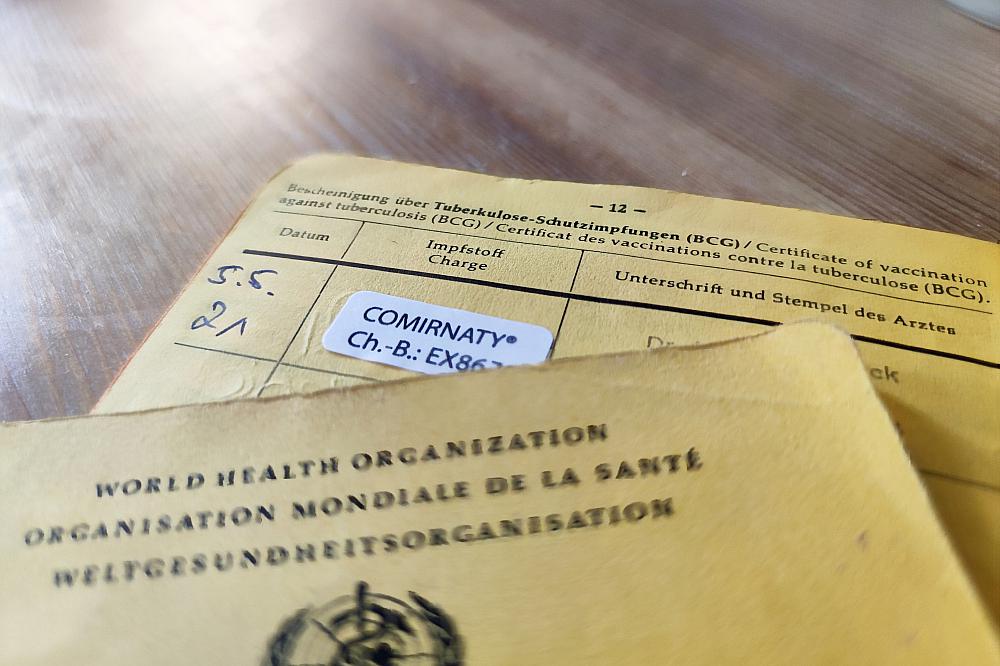 – 12 –
Bescheinigung über Tuberkulose-Schutzimpfungen (BCG) / Certificate of vaccination
against tuberculosis (BCG) / Certificat des vaccinations contre la tuberculose (BCG).
Datum
Impfstoff
Charge
Unterschrift und Stempel des Arztes
5.5.
21
COMIRNATY®
Ch.-B.: EX86
WORLD HEALTH ORGANIZATION
ORGANISATION MONDIALE DE LA SANTÉ
WELTGESUNDHEITSORGANISATION